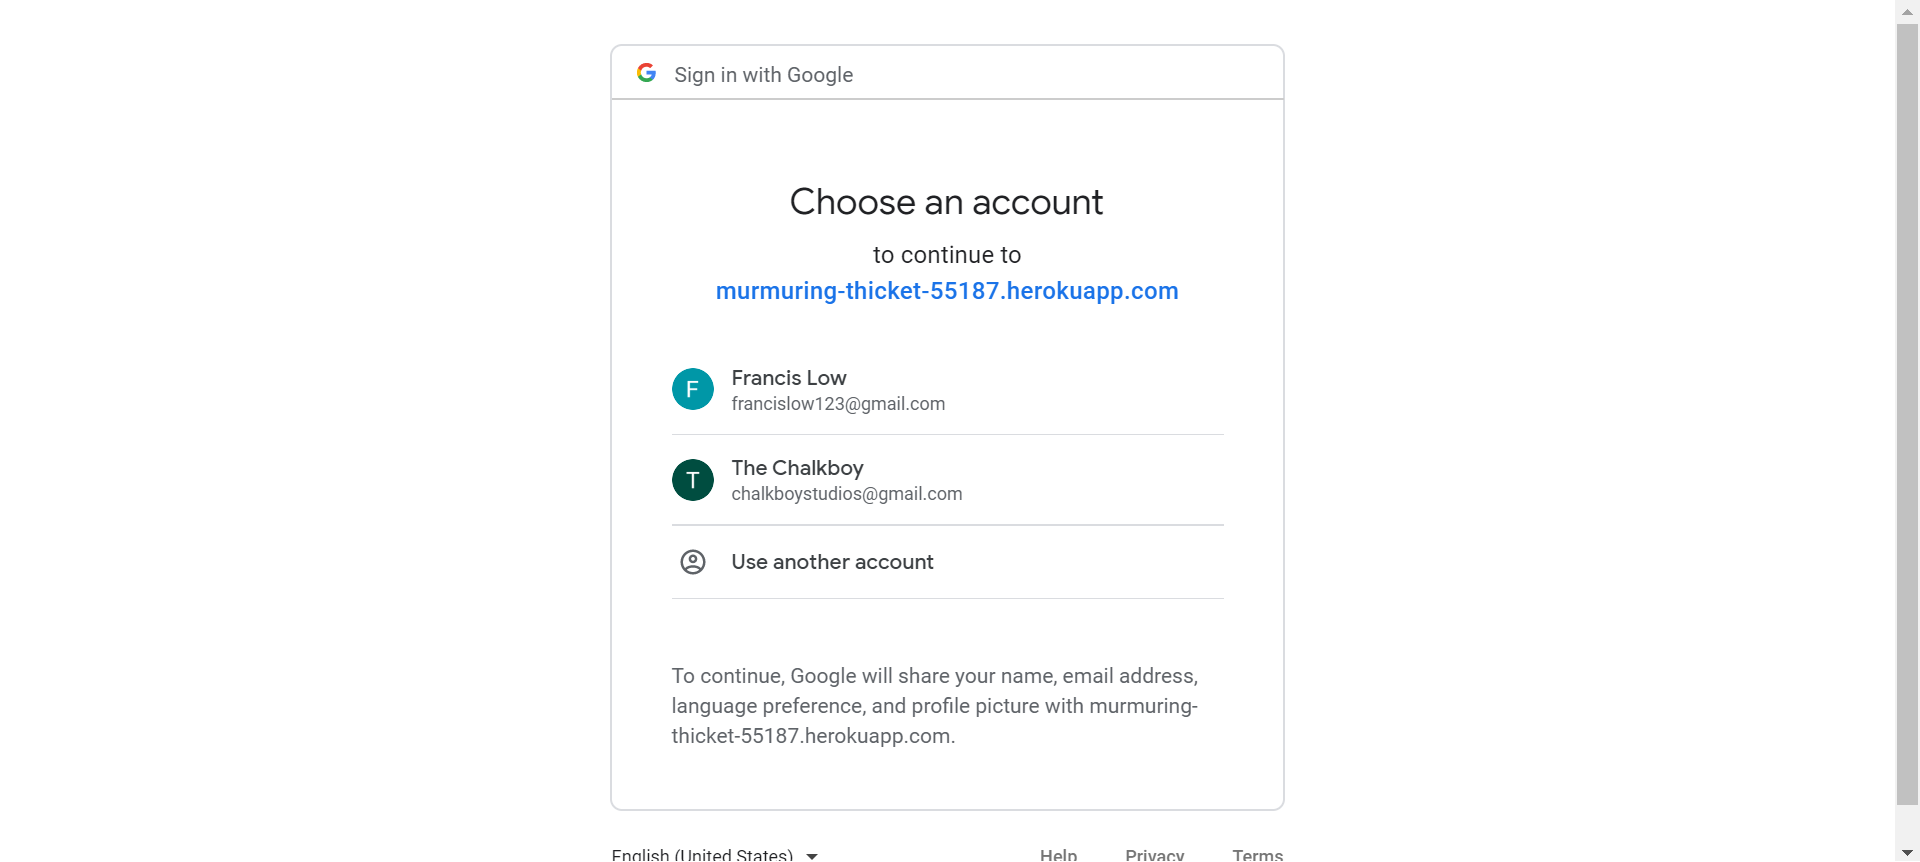 Sign in with Google
Choose an account
to continue to
murmuring-thicket-55187.herokuapp.com
F
Francis Low
francislow123@gmail.com
T
The Chalkboy
chalkboystudios@gmail.com
Use another account
To continue, Google will share your name, email address,
language preference, and profile picture with murmuring-
thicket-55187.herokuapp.com.
English (United States) Help Privacy Terms